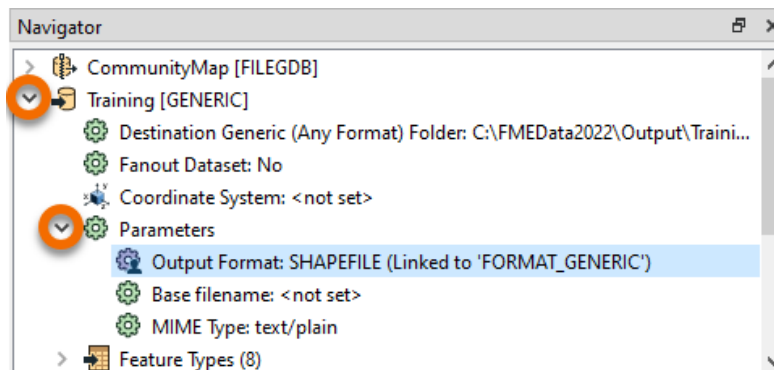 Navigator
CommunityMap [FILEGDB]
Training [GENERIC]
Destination Generic (Any Format) Folder: C:\FMEData2022\Output\Traini...
Fanout Dataset: No
Coordinate System: <not set>
Parameters
Output Format: SHAPEFILE (Linked to 'FORMAT_GENERIC')
Base filename: <not set>
MIME Type: text/plain
Feature Types (8)